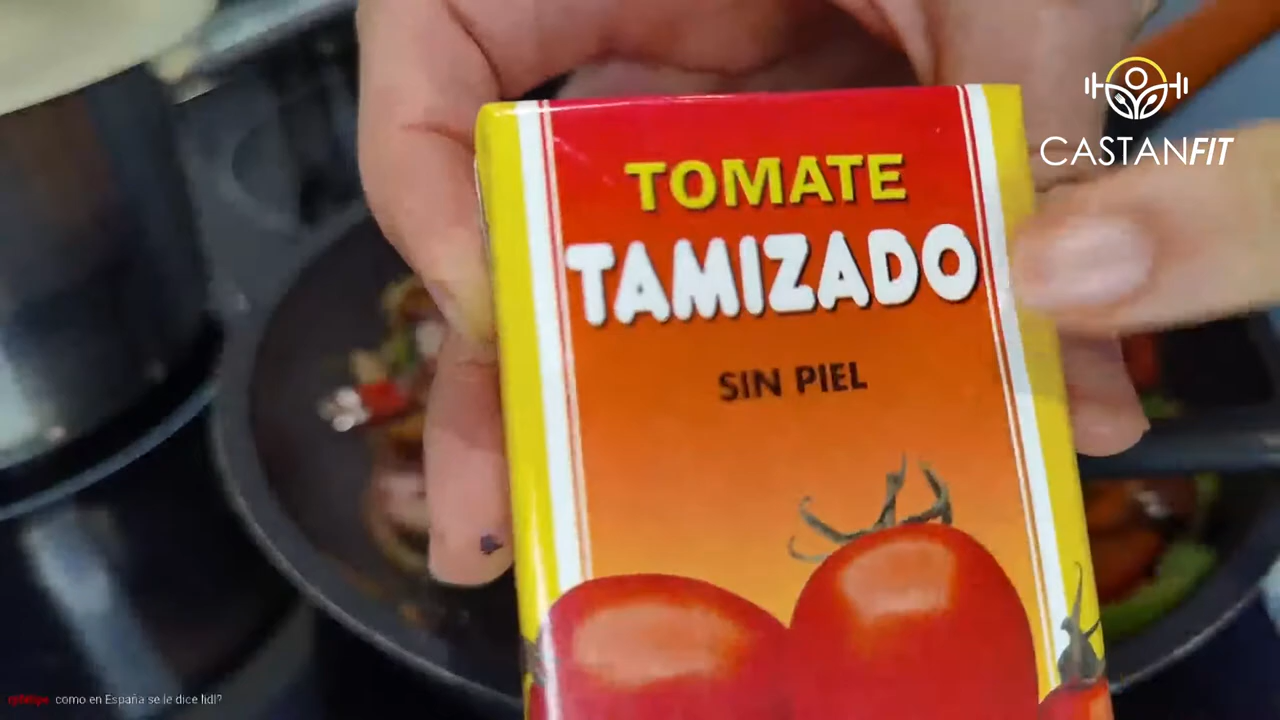 CASTANFIT
TOMATE
TAMIZADO
SIN PIEL
como en España se le dice lidl?